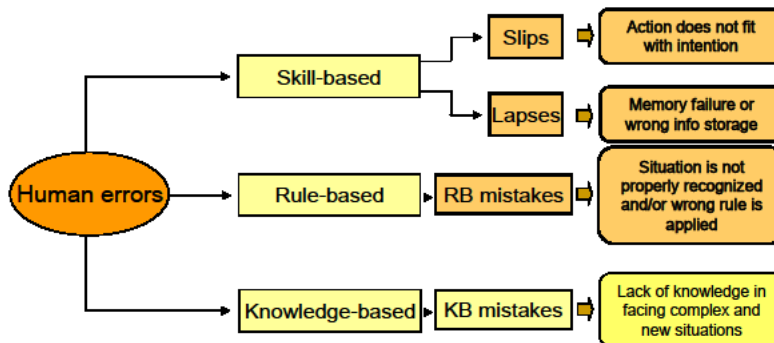 Human errors
Skill-based
Slips
Action does not fit
with intention
Lapses
Memory failure or
wrong info storage
Rule-based
RB mistakes
Situation is not
properly recognized
and/or wrong rule is
applied
Knowledge-based
KB mistakes
Lack of knowledge in
facing complex and
new situations